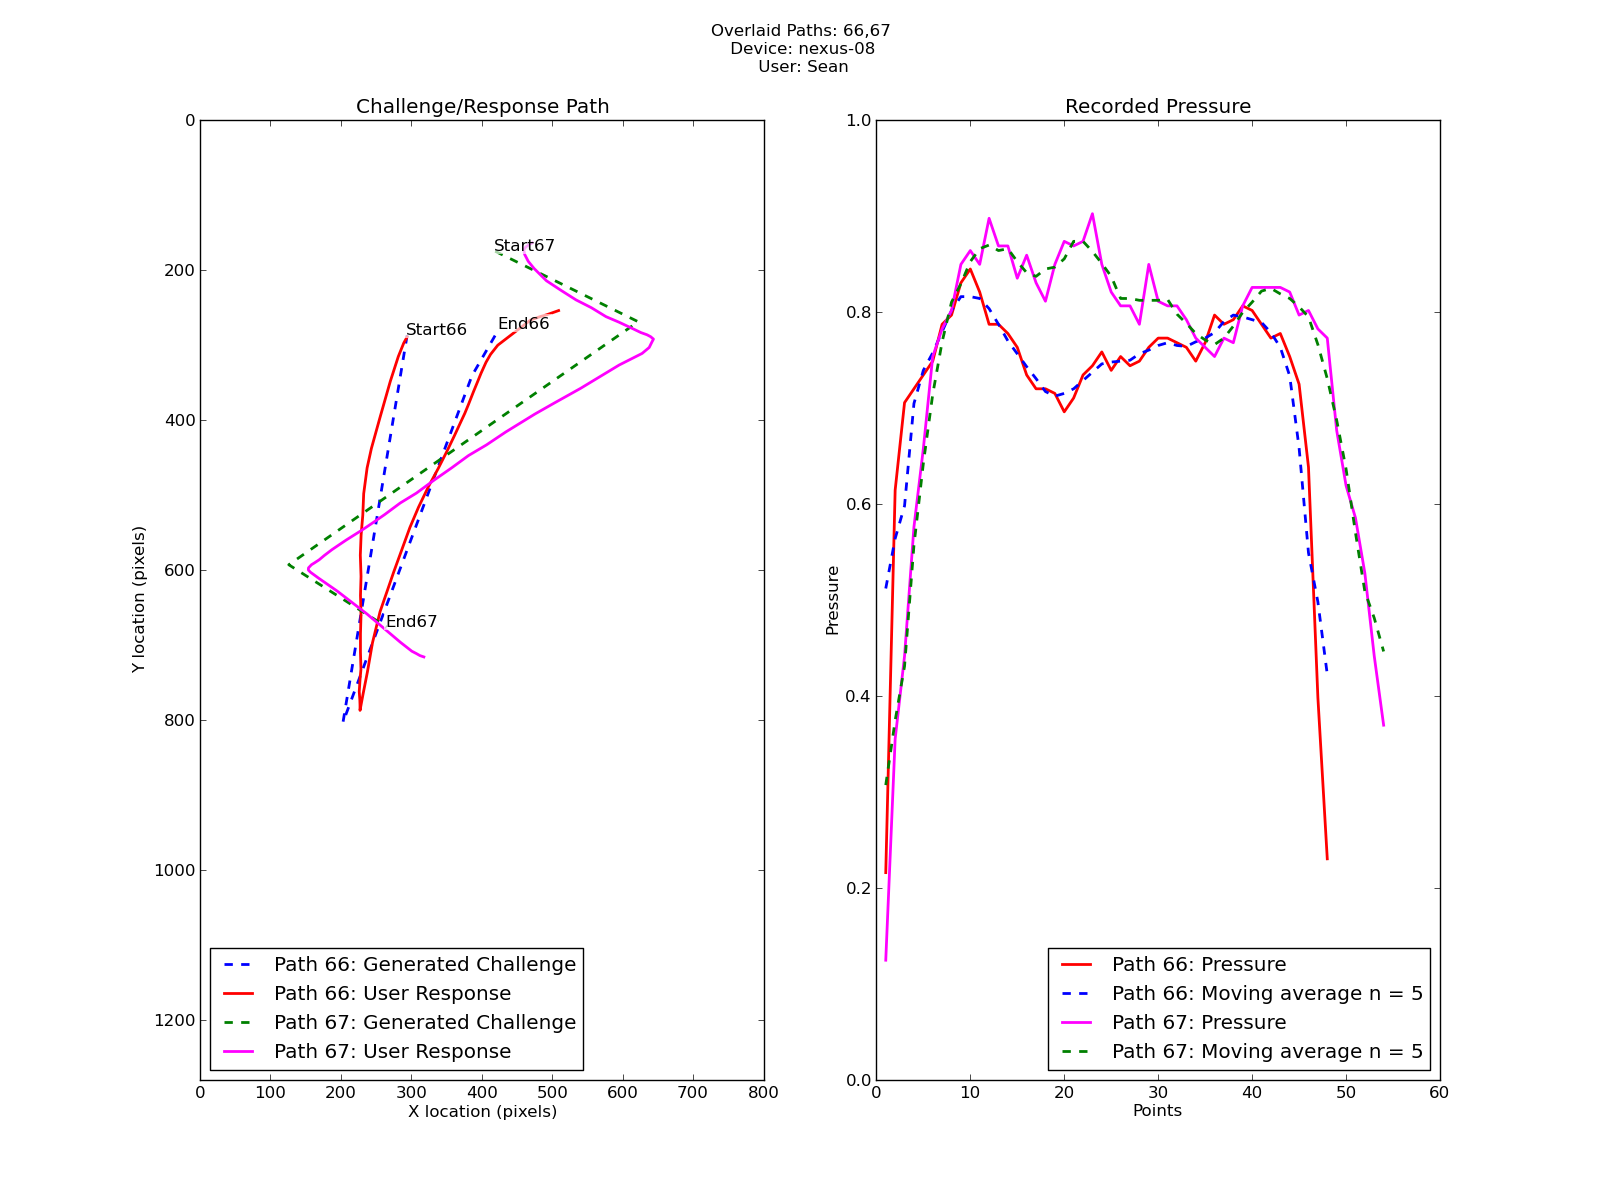 Overlaid Paths: 66,67
Device: nexus-08
User: Sean
Challenge/Response Path
0
200
400
600
800
1000
1200
Y location (pixels)
Start67
End66
Start66
End67
Path 66: Generated Challenge
Path 66: User Response
Path 67: Generated Challenge
Path 67: User Response
0 100 200 300 400 500 600 700 800
X location (pixels)
Recorded Pressure
1.0
0.8
0.6
0.4
0.2
0.0
Pressure
Path 66: Pressure
Path 66: Moving average n = 5
Path 67: Pressure
Path 67: Moving average n = 5
0 10 20 30 40 50 60
Points